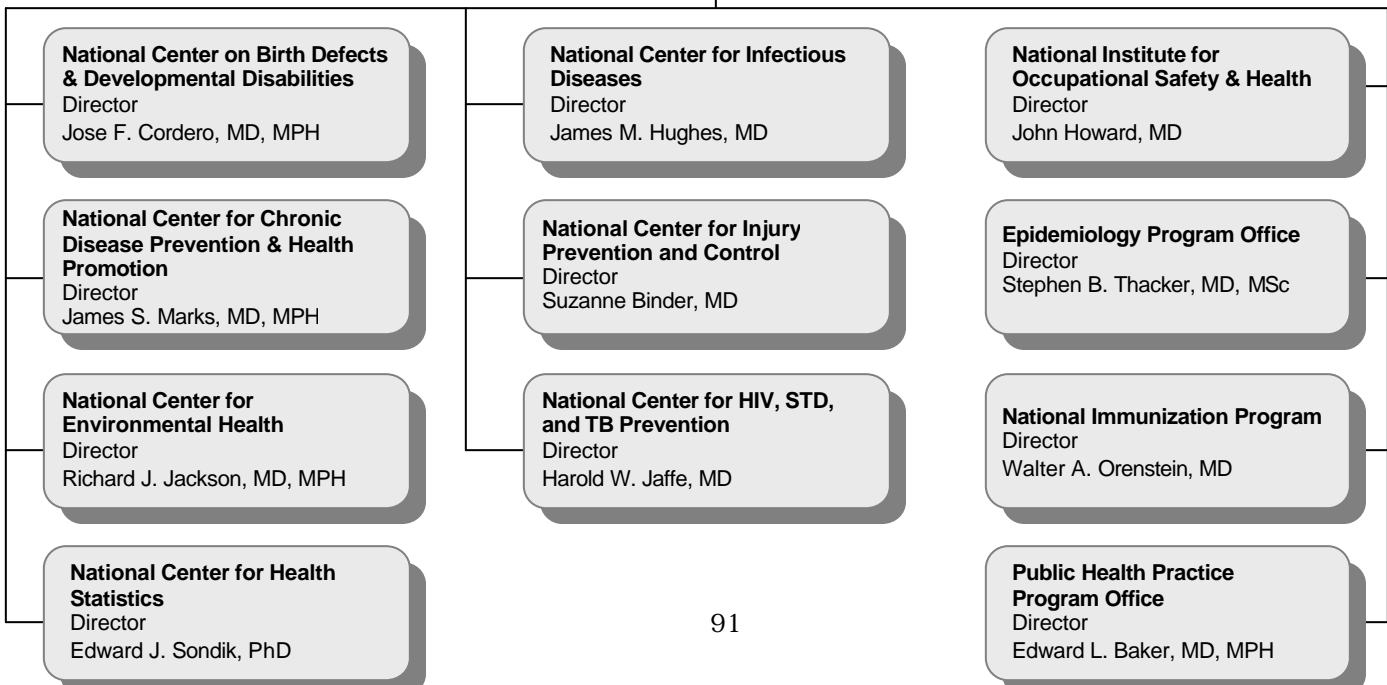 National Center on Birth Defects
& Developmental Disabilities
Director
Jose F. Cordero, MD, MPH
National Center for Chronic
Disease Prevention & Health
Promotion
Director
James S. Marks, MD, MPH
National Center for
Environmental Health
Director
Richard J. Jackson, MD, MPH
National Center for Health
Statistics
Director
Edward J. Sondik, PhD
National Center for Infectious
Diseases
Director
James M. Hughes, MD
National Center for Injury
Prevention and Control
Director
Suzanne Binder, MD
National Center for HIV, STD,
and TB Prevention
Director
Harold W. Jaffe, MD
National Institute for
Occupational Safety & Health
Director
John Howard, MD
Epidemiology Program Office
Director
Stephen B. Thacker, MD, MSc
National Immunization Program
Director
Walter A. Orenstein, MD
Public Health Practice
Program Office
Director
Edward L. Baker, MD, MPH
91